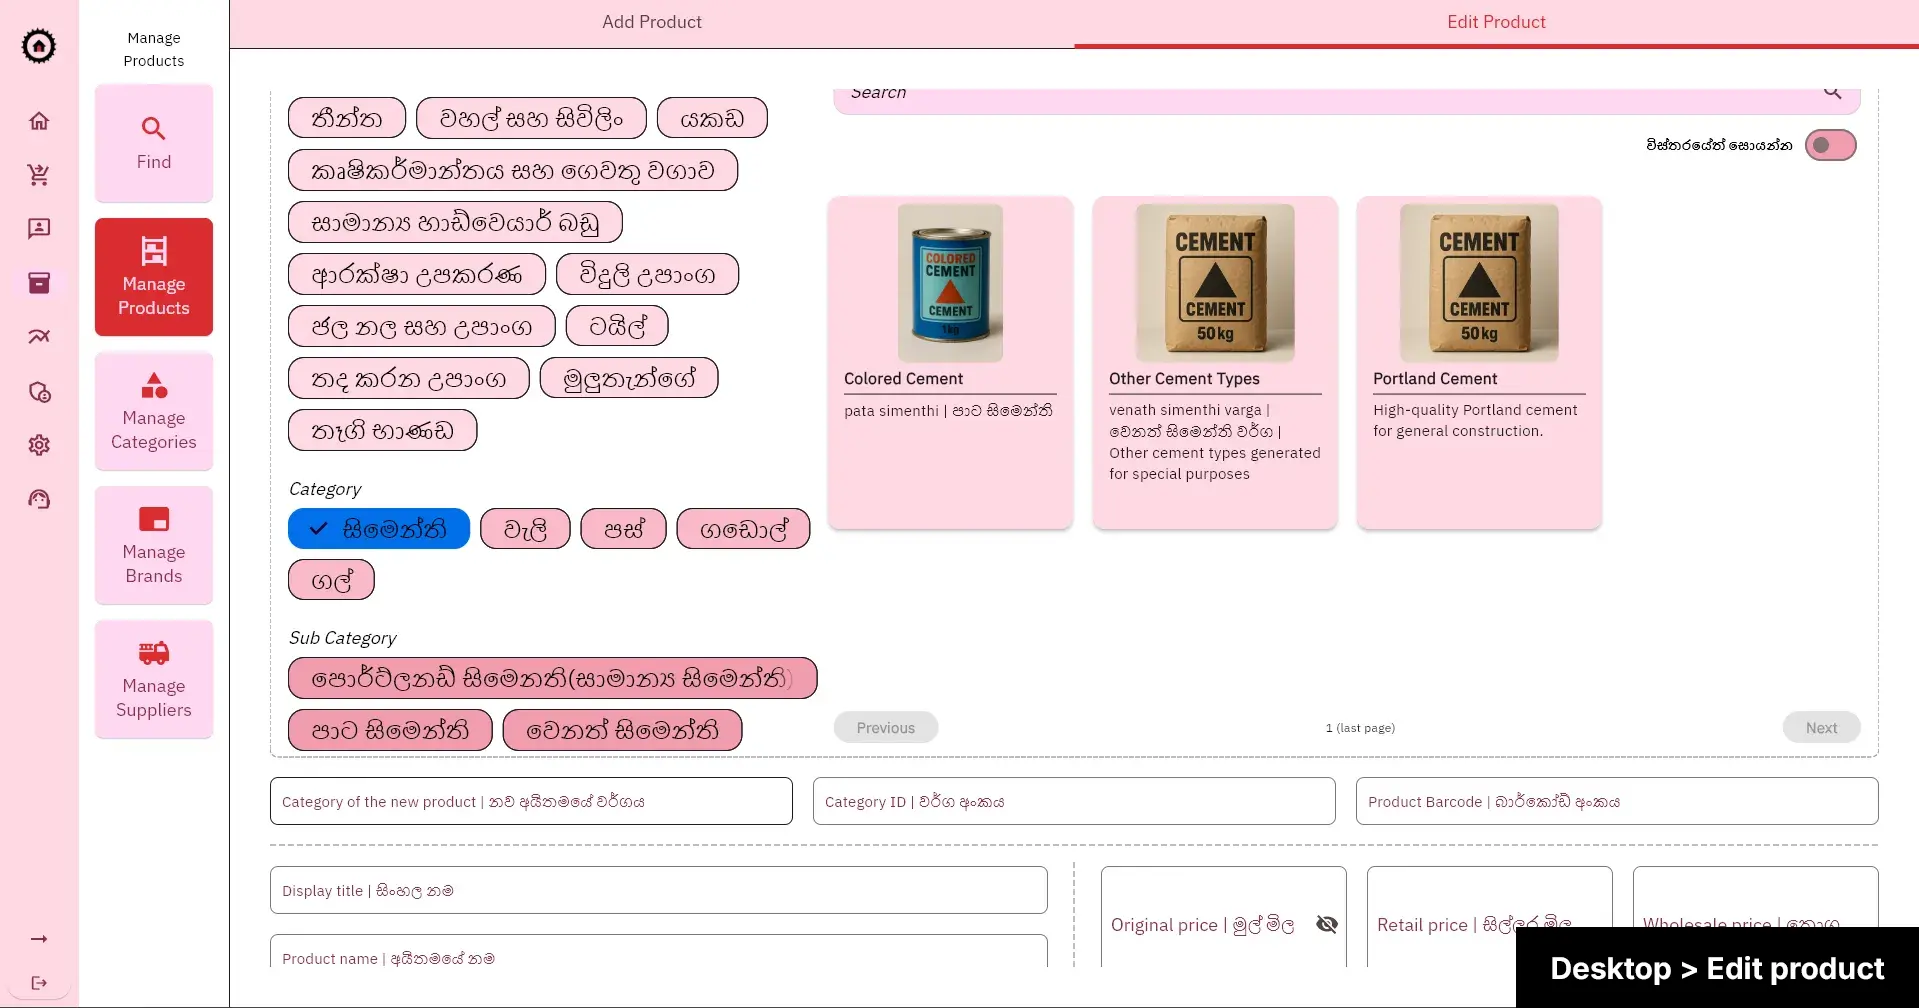 Manage
Products
Find
Manage
Products
Manage
Categories
Manage
Brands
Manage
Suppliers
Add Product
Edit Product
තීන්ත
වහල් සහ සිවිලිං
යකඩ
කෘෂිකර්මාන්තය සහ ගෙවතු වගාව
සාමාන්‍ය හාඩ්වෙයාර් බඩු
ආරක්ෂා උපකරණ
විදුලි උපාංග
ජල නල සහ උපාංග
ටයිල්
තද කරන උපාංග
මුලුතැන්ගේ
තෑගි භාණඩ
Category
සිමෙන්ති
වැලි
පස්
ගඩොල්
ගල්
Sub Category
පොර්ට්ලනඩ් සිමෙනති(සාමාන්‍ය සිමෙන්ති)
පාට සිමෙන්ති
වෙනත් සිමෙන්ති
Search
විස්තරයේත් සොයන්න
COLORED
CEMENT
CEMENT
1kg
Colored Cement
pata simenthi | පාට සිමෙන්ති
CEMENT
CEMENT
50kg
Other Cement Types
venath simenthi varga |
වෙනත් සිමෙන්ති වර්ග |
Other cement types generated
for special purposes
CEMENT
CEMENT
50kg
Portland Cement
High-quality Portland cement
for general construction.
Previous
1 (last page)
Next
Category of the new product | නව අයිතමයේ වර්ගය
Category ID | වර්ග අංකය
Product Barcode | බාර්කෝඩ් අංකය
Display title | සිංහල නම
Product name | අයිතමයේ නම
Original price | මුල් මිල
Retail price | සිල්ලර මිල
Wholesale price | තොග
Desktop > Edit product